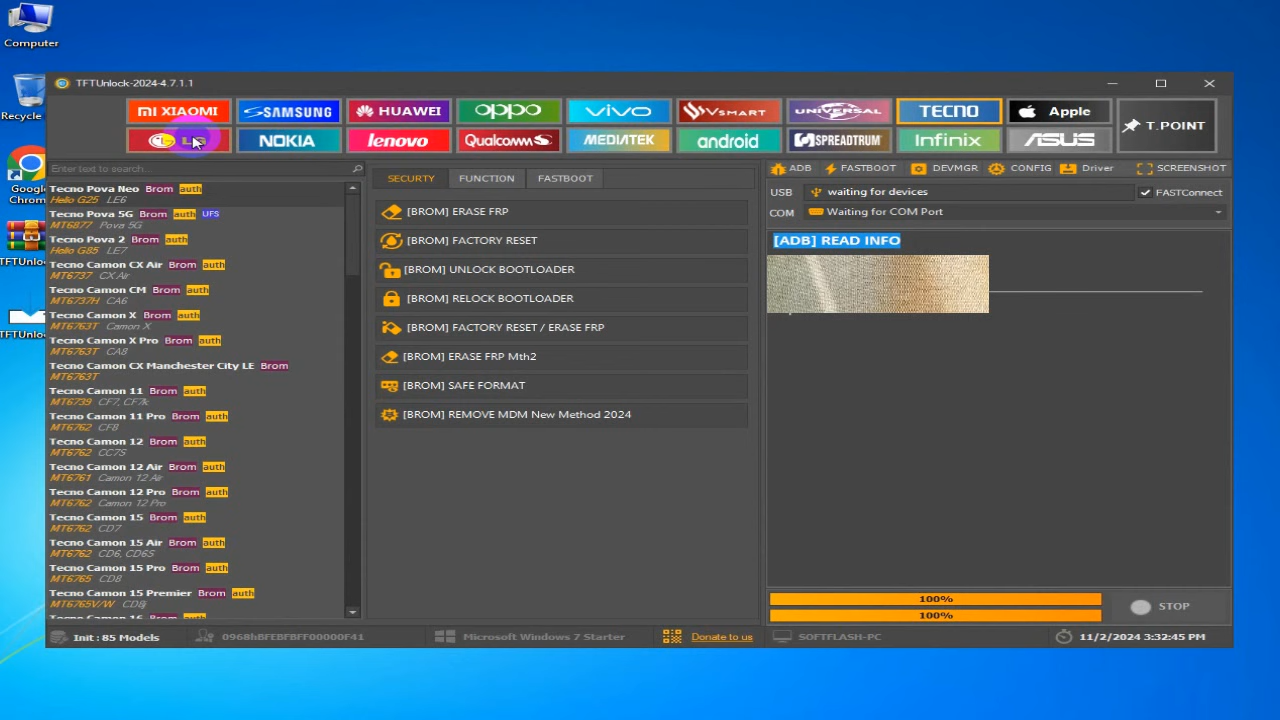 Computer
TFTUnlock-2024-4.7.1.1
mi XIAOMI SAMSUNG HUAWEI oppo vivo VSMART UNIVERSAL TECNO Apple T.POINT
NOKIA lenovo Qualcomm MEDIATEK android SPREADTRUM Infinix ASUS
Recycle
Google
Chrom
TFTUnlo
TFTUnlo
Enter text to search...
Tecno Pova Neo Brom auth
Helio G25 LE6
Tecno Pova 5G Brom auth UFS
MT6877 Pova 5G
Tecno Pova 2 Brom auth
Helio G85 LE7
Tecno Camon CX Air Brom auth
MT6737 CX Air
Tecno Camon CM Brom auth
MT6737H CA6
Tecno Camon X Brom auth
MT6763T Camon X
Tecno Camon X Pro Brom auth
MT6763T CA8
Tecno Camon CX Manchester City LE Brom
MT6763T
Tecno Camon 11 Brom auth
MT6739 CF7, CF7k
Tecno Camon 11 Pro Brom auth
MT6762 CF8
Tecno Camon 12 Brom auth
MT6762 CC7S
Tecno Camon 12 Air Brom auth
MT6761 Camon 12 Air
Tecno Camon 12 Pro Brom auth
MT6762 Camon 12 Pro
Tecno Camon 15 Brom auth
MT6762 CD7
Tecno Camon 15 Air Brom auth
MT6762 CD6, CD6S
Tecno Camon 15 Pro Brom auth
MT6765 CD8
Tecno Camon 15 Premier Brom auth
MT6765V/W CD8j
Tecno Camon 16 Brom auth
SECURTY FUNCTION FASTBOOT
[BROM] ERASE FRP
[BROM] FACTORY RESET
[BROM] UNLOCK BOOTLOADER
[BROM] RELOCK BOOTLOADER
[BROM] FACTORY RESET / ERASE FRP
[BROM] ERASE FRP Mth2
[BROM] SAFE FORMAT
[BROM] REMOVE MDM New Method 2024
ADB FASTBOOT DEVMGR CONFIG Driver SCREENSHOT
USB waiting for devices FASTConnect
COM Waiting for COM Port
[ADB] READ INFO
100%
100%
STOP
Init : 85 Models 0968hBFEBFBFF00000F41 Microsoft Windows 7 Starter Donate to us SOFTFLASH-PC 11/2/2024 3:32:45 PM